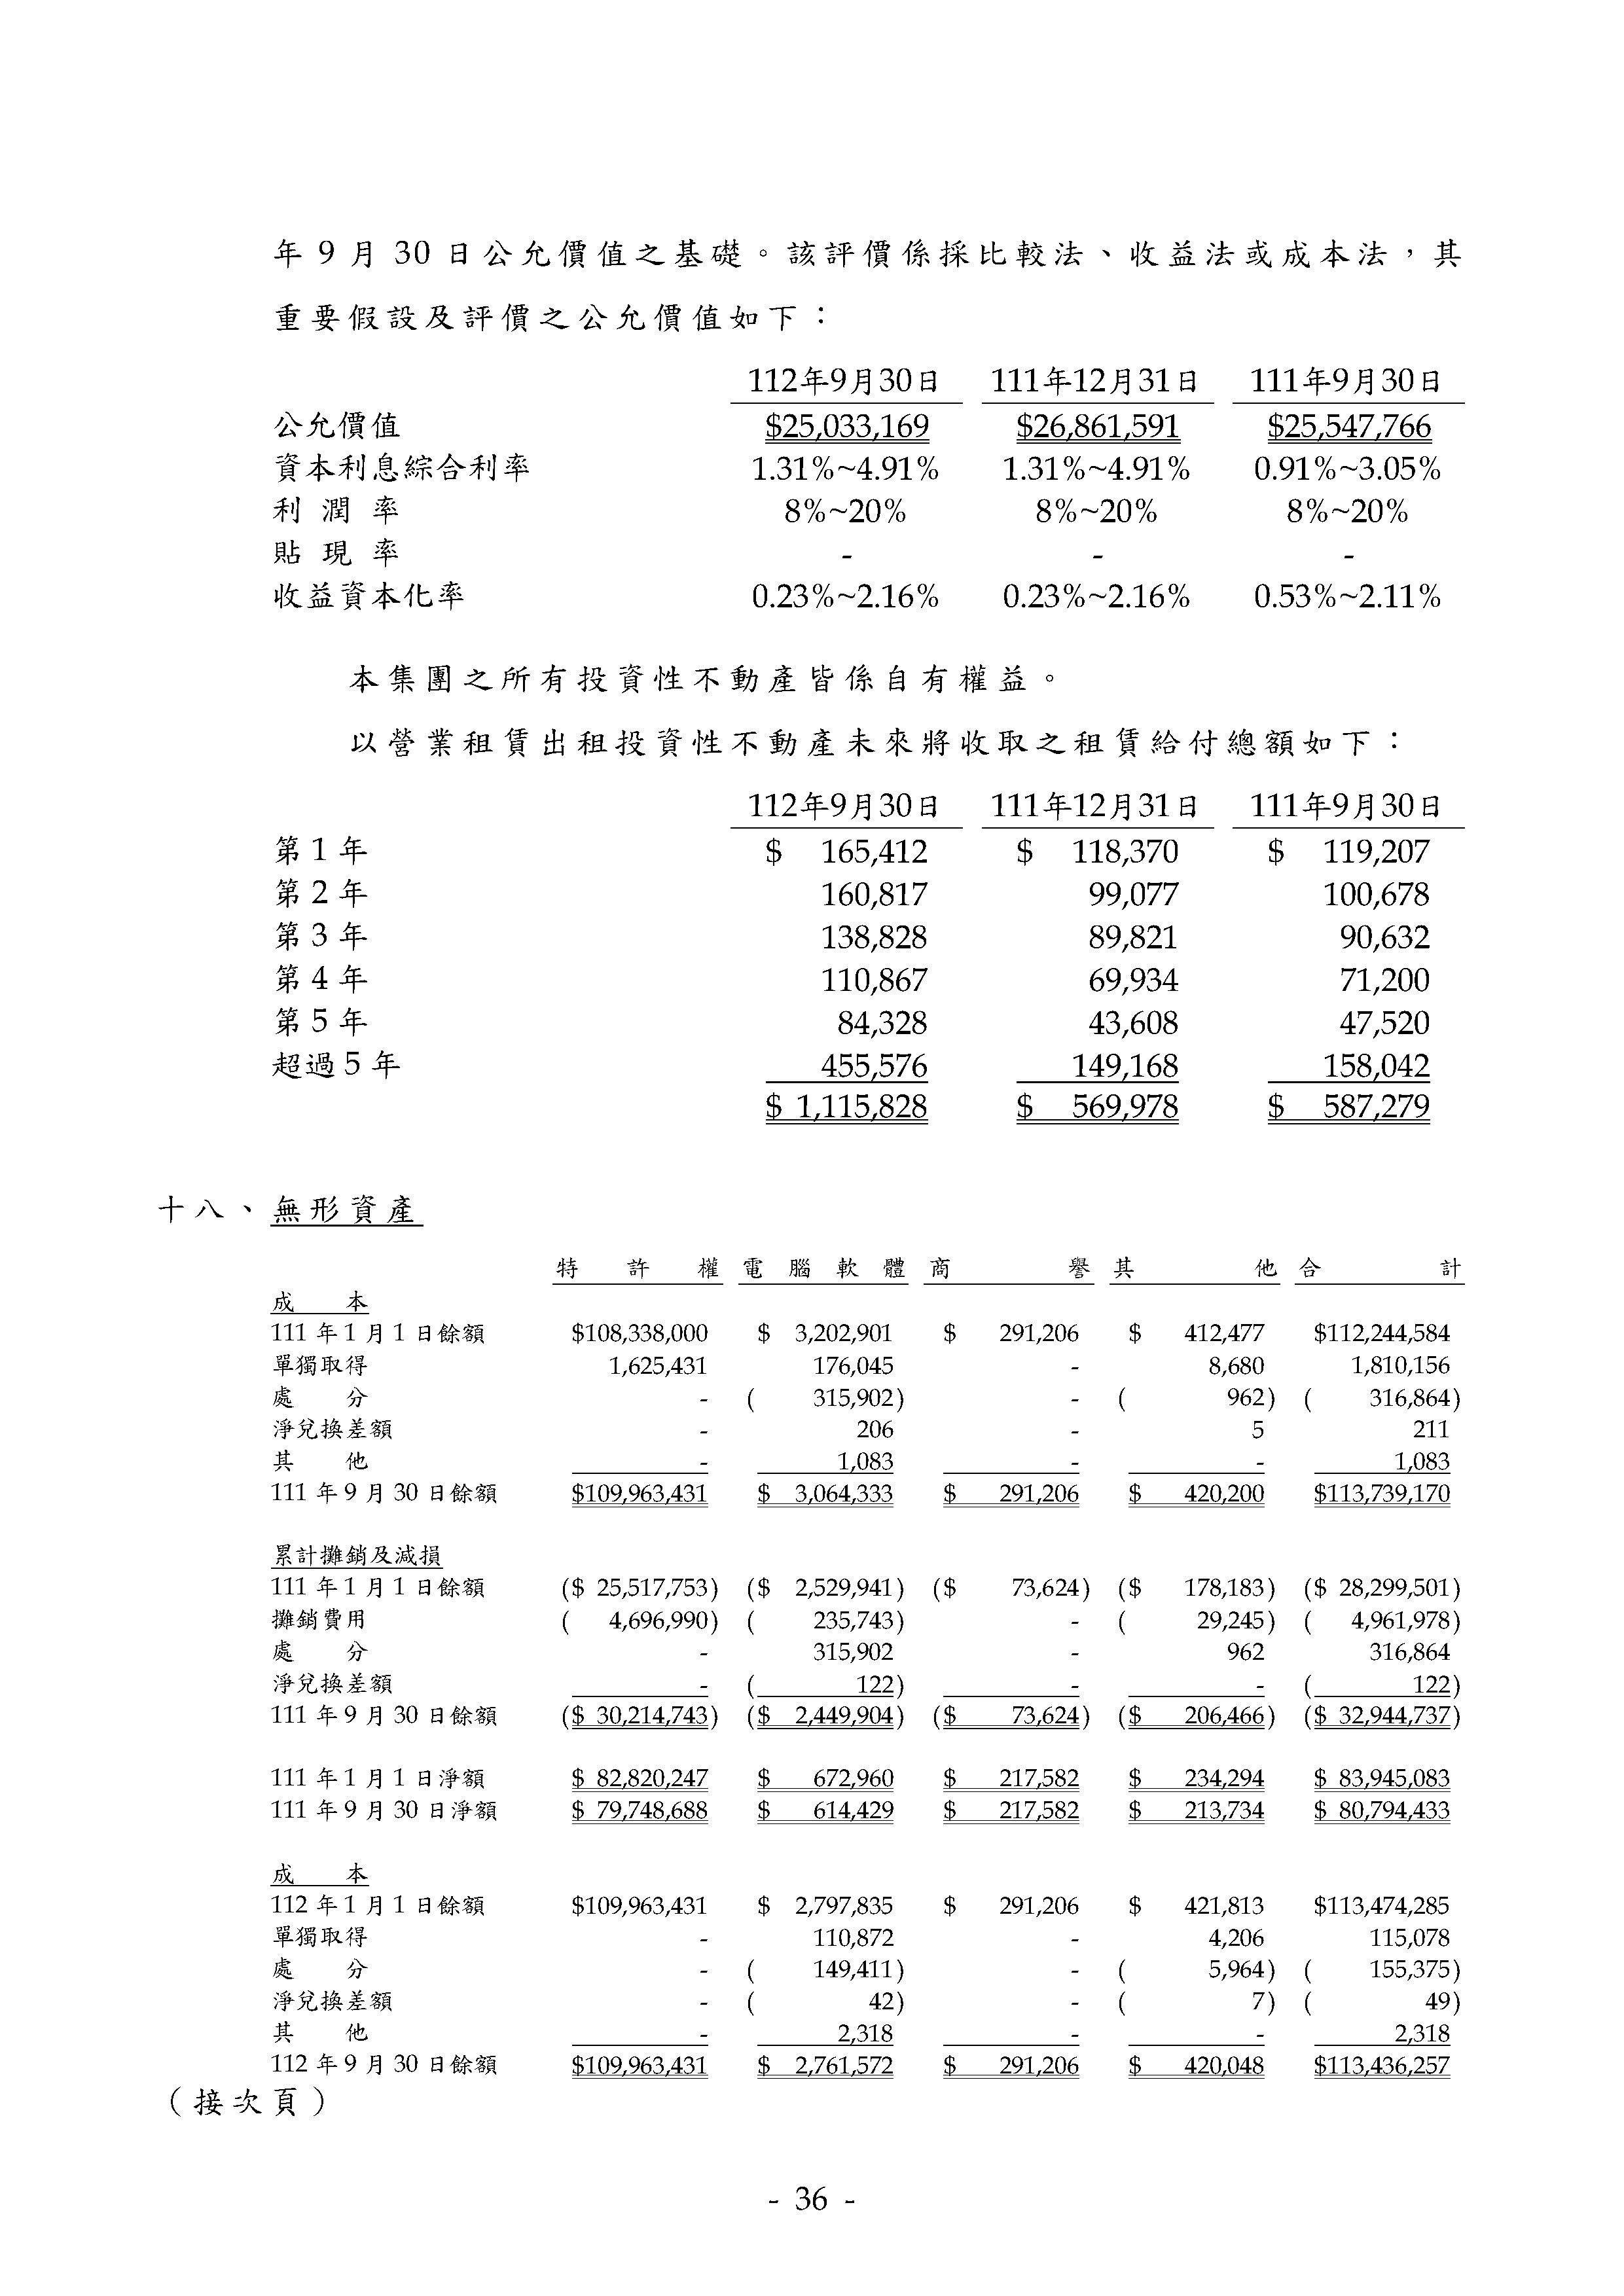 年 9 月 30 日公允價值之基礎。該評價係採比較法、收益法或成本法，其
重要假設及評價之公允價值如下：
112年9月30日 111年12月31日 111年9月30日
公允價值 $25,033,169 $26,861,591 $25,547,766
資本利息綜合利率 1.31%~4.91% 1.31%~4.91% 0.91%~3.05%
利 潤 率 8%~20% 8%~20% 8%~20%
貼 現 率 - - -
收益資本化率 0.23%~2.16% 0.23%~2.16% 0.53%~2.11%
本集團之所有投資性不動產皆係自有權益。
以營業租賃出租投資性不動產未來將收取之租賃給付總額如下：
112年9月30日 111年12月31日 111年9月30日
第 1 年 $ 165,412 $ 118,370 $ 119,207
第 2 年 160,817 99,077 100,678
第 3 年 138,828 89,821 90,632
第 4 年 110,867 69,934 71,200
第 5 年 84,328 43,608 47,520
超過 5 年 455,576 149,168 158,042
$ 1,115,828 $ 569,978 $ 587,279
十八、無形資產
特 許 權 電 腦 軟 體 商 譽 其 他 合 計
成 本
111 年 1 月 1 日餘額 $108,338,000 $ 3,202,901 $ 291,206 $ 412,477 $112,244,584
單獨取得 1,625,431 176,045 - 8,680 1,810,156
處 分 - ( 315,902) - ( 962) ( 316,864)
淨兌換差額 - 206 - 5 211
其 他 - 1,083 - - 1,083
111 年 9 月 30 日餘額 $109,963,431 $ 3,064,333 $ 291,206 $ 420,200 $113,739,170
累計攤銷及減損
111 年 1 月 1 日餘額 ($ 25,517,753) ($ 2,529,941) ($ 73,624) ($ 178,183) ($ 28,299,501)
攤銷費用 ( 4,696,990) ( 235,743) - ( 29,245) ( 4,961,978)
處 分 - 315,902 - 962 316,864
淨兌換差額 - ( 122) - - ( 122)
111 年 9 月 30 日餘額 ($ 30,214,743) ($ 2,449,904) ($ 73,624) ($ 206,466) ($ 32,944,737)
111 年 1 月 1 日淨額 $ 82,820,247 $ 672,960 $ 217,582 $ 234,294 $ 83,945,083
111 年 9 月 30 日淨額 $ 79,748,688 $ 614,429 $ 217,582 $ 213,734 $ 80,794,433
成 本
112 年 1 月 1 日餘額 $109,963,431 $ 2,797,835 $ 291,206 $ 421,813 $113,474,285
單獨取得 - 110,872 - 4,206 115,078
處 分 - ( 149,411) - ( 5,964) ( 155,375)
淨兌換差額 - ( 42) - ( 7) ( 49)
其 他 - 2,318 - - 2,318
112 年 9 月 30 日餘額 $109,963,431 $ 2,761,572 $ 291,206 $ 420,048 $113,436,257
（接次頁）
- 36 -